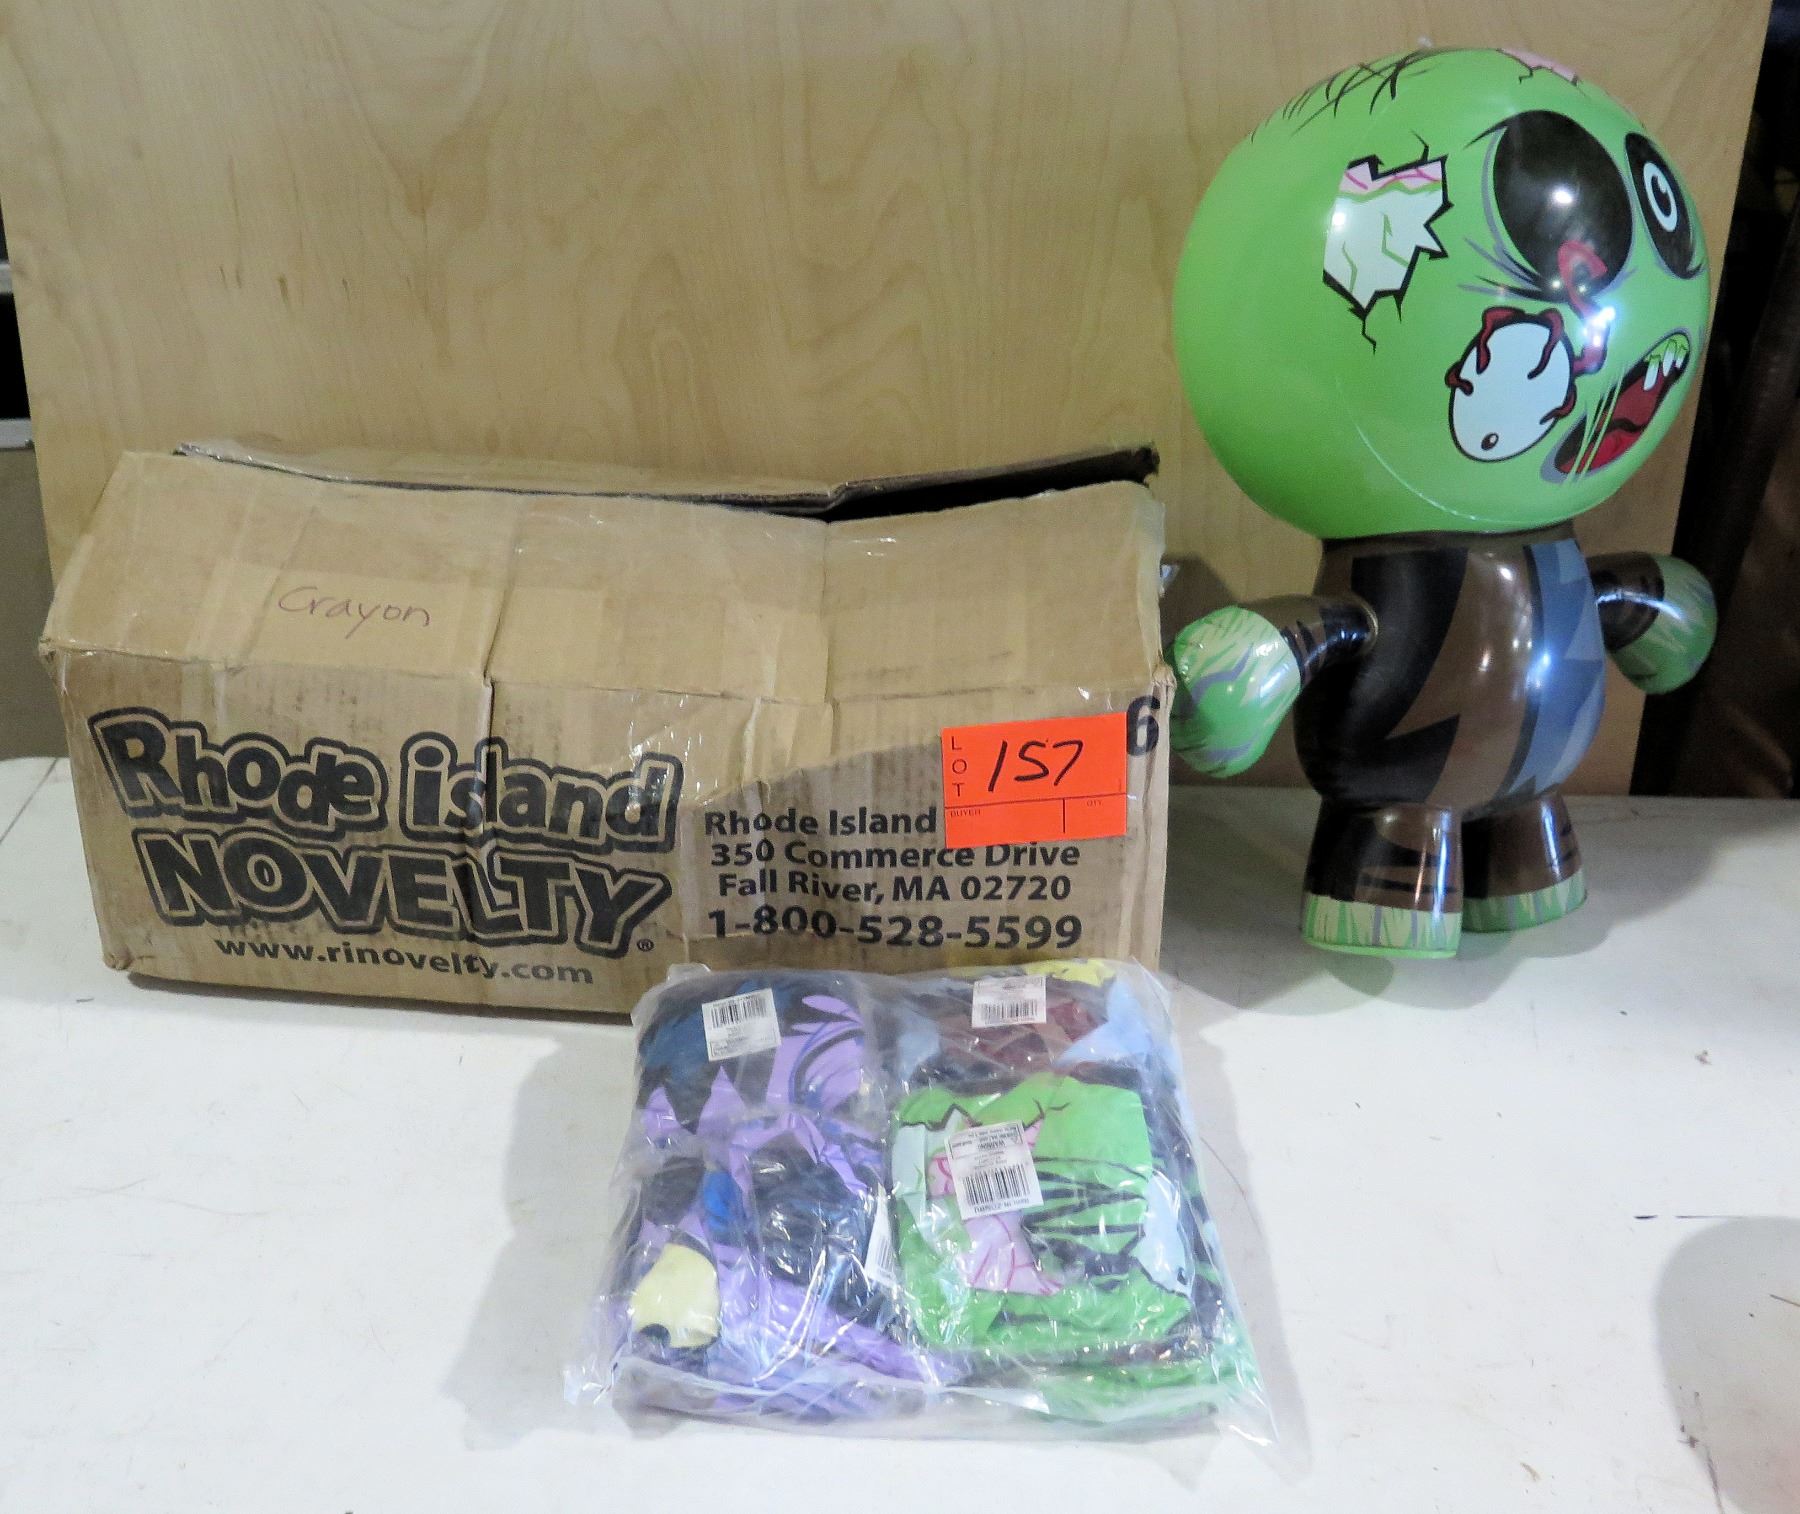 Crayon
Rhode Island
NOVELTY®
www.rinovelty.com
Rhode Island
350 Commerce Drive
Fall River, MA 02720
1-800-528-5599
6
LOT
157
BUYER
QTY.
WARNING